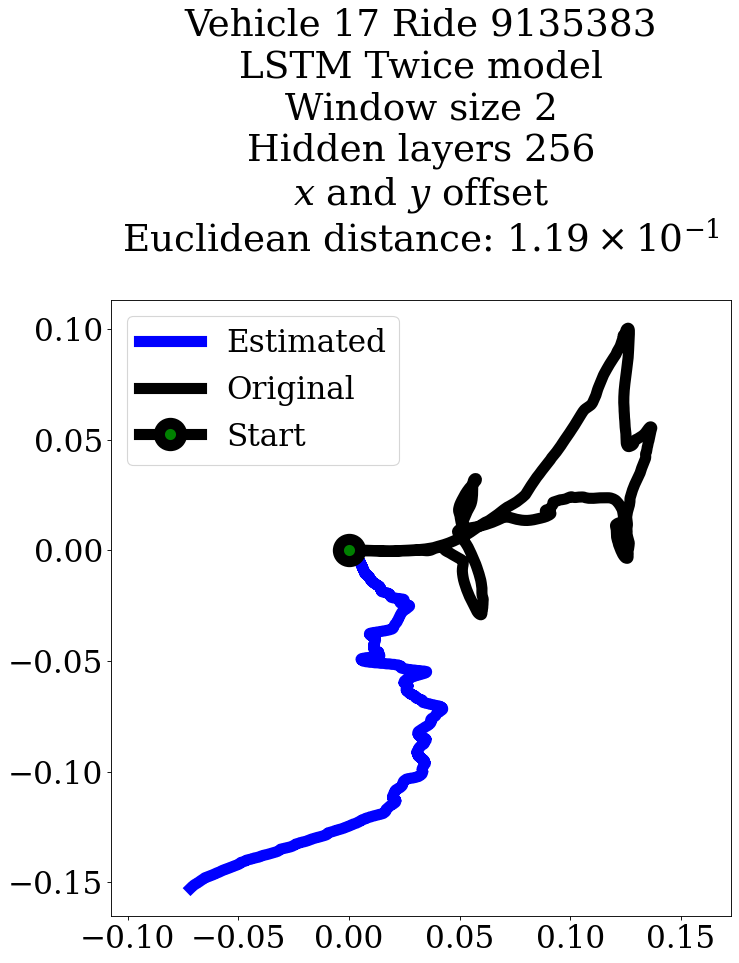 Vehicle 17 Ride 9135383
LSTM Twice model
Window size 2
Hidden layers 256
x and y offset
Euclidean distance: 1.19 × 10⁻¹
Estimated
Original
Start
0.10
0.05
0.00
−0.05
−0.10
−0.15
−0.10 −0.05 0.00 0.05 0.10 0.15